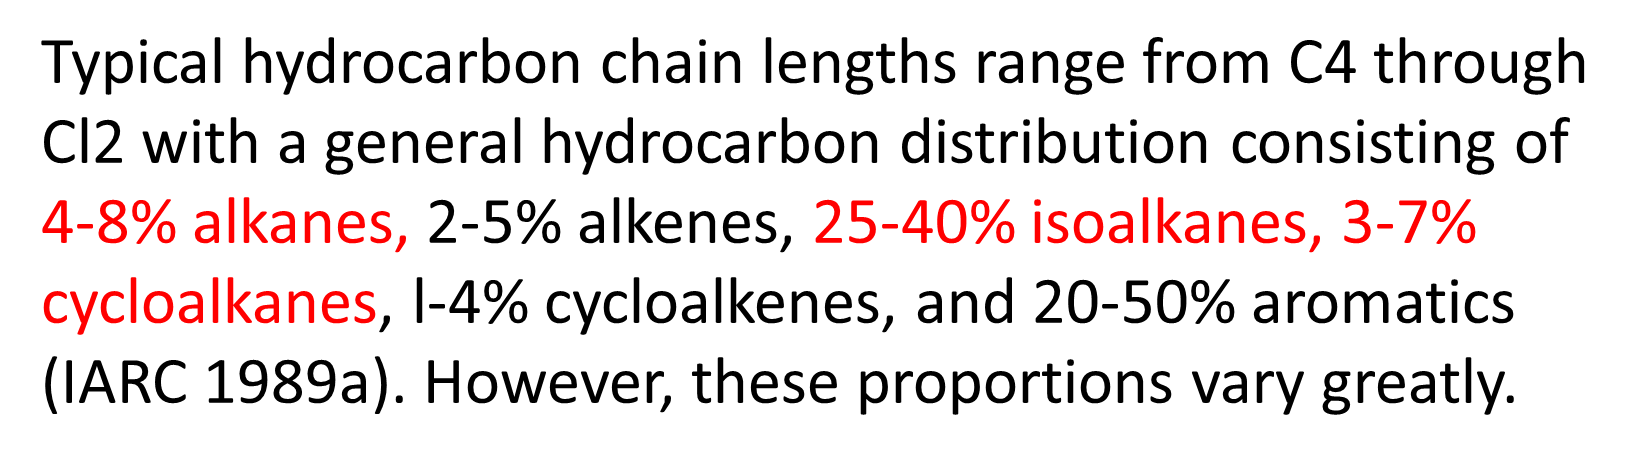 Typical hydrocarbon chain lengths range from C4 through
Cl2 with a general hydrocarbon distribution consisting of
4-8% alkanes, 2-5% alkenes, 25-40% isoalkanes, 3-7%
cycloalkanes, l-4% cycloalkenes, and 20-50% aromatics
(IARC 1989a). However, these proportions vary greatly.